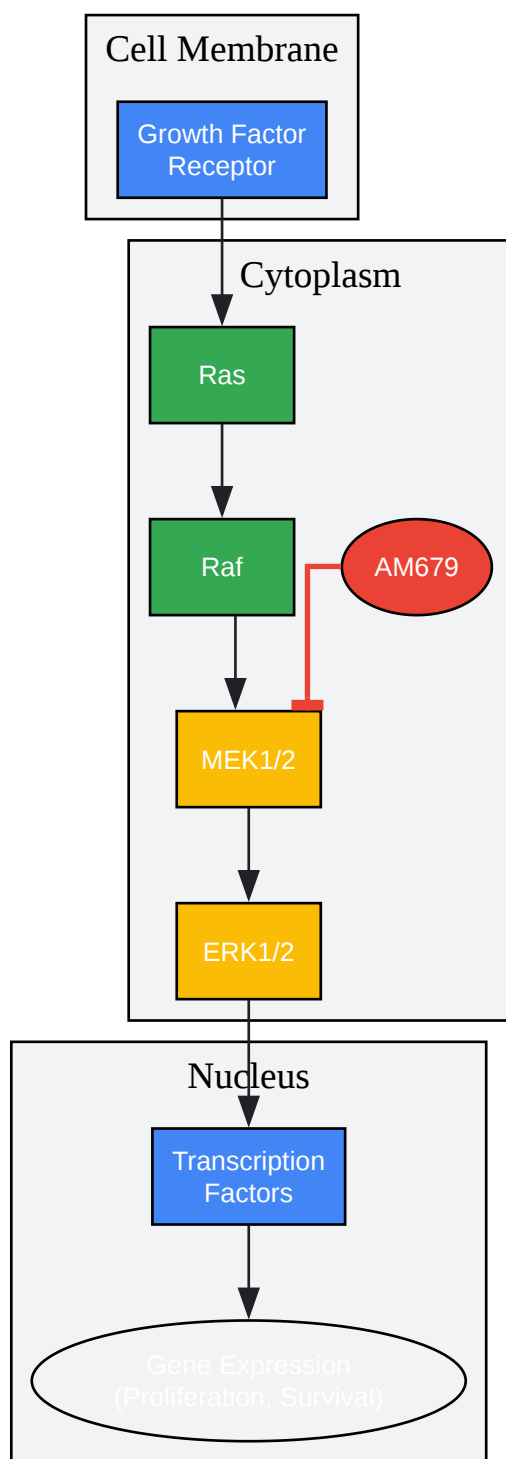 Cell Membrane
Growth Factor
Receptor
Cytoplasm
Ras
Raf
AM679
MEK1/2
ERK1/2
Nucleus
Transcription
Factors
Gene Expression
(Proliferation, Survival)